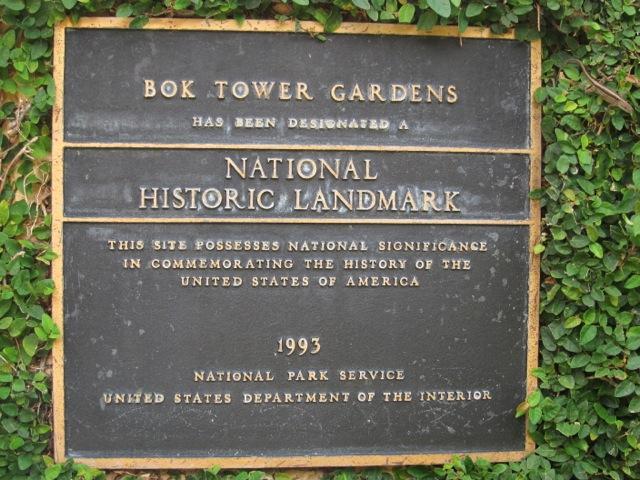 BOK TOWER GARDENS
HAS BEEN DESIGNATED A
NATIONAL
HISTORIC LANDMARK
THIS SITE POSSESSES NATIONAL SIGNIFICANCE
IN COMMEMORATING THE HISTORY OF THE
UNITED STATES OF AMERICA
1993
NATIONAL PARK SERVICE
UNITED STATES DEPARTMENT OF THE INTERIOR